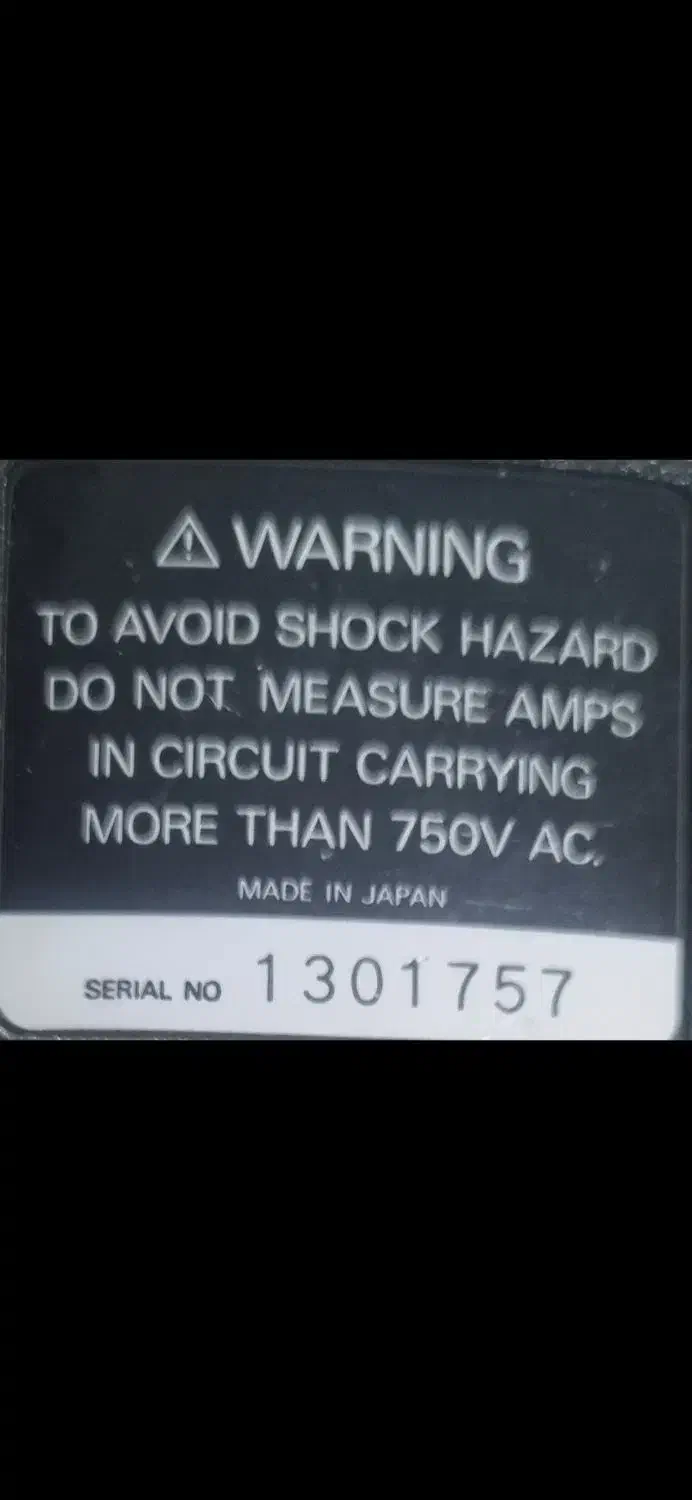 ⚠ WARNING
TO AVOID SHOCK HAZARD
DO NOT MEASURE AMPS
IN CIRCUIT CARRYING
MORE THAN 750V AC.
MADE IN JAPAN
SERIAL NO 1301757